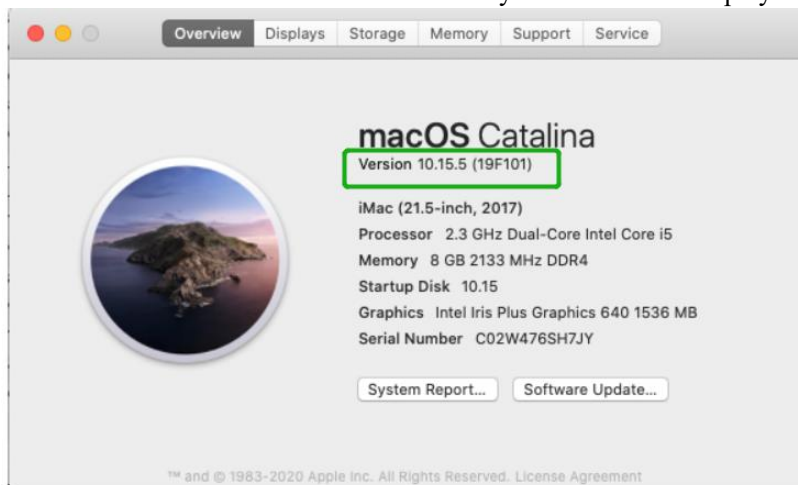 Overview Displays Storage Memory Support Service
macOS Catalina
Version 10.15.5 (19F101)
iMac (21.5-inch, 2017)
Processor 2.3 GHz Dual-Core Intel Core i5
Memory 8 GB 2133 MHz DDR4
Startup Disk 10.15
Graphics Intel Iris Plus Graphics 640 1536 MB
Serial Number C02W476SH7JY
System Report... Software Update...
™ and © 1983-2020 Apple Inc. All Rights Reserved. License Agreement